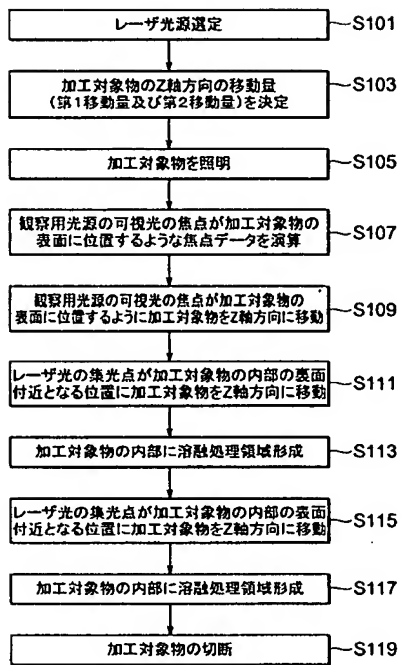 レーザ光源選定
S101
加工対象物のZ軸方向の移動量
(第1移動量及び第2移動量)を決定
S103
加工対象物を照明
S105
観察用光源の可視光の焦点が加工対象物の
表面に位置するような焦点データを演算
S107
観察用光源の可視光の焦点が加工対象物の
表面に位置するように加工対象物をZ軸方向に移動
S109
レーザ光の集光点が加工対象物の内部の裏面
付近となる位置に加工対象物をZ軸方向に移動
S111
加工対象物の内部に溶融処理領域形成
S113
レーザ光の集光点が加工対象物の内部の表面
付近となる位置に加工対象物をZ軸方向に移動
S115
加工対象物の内部に溶融処理領域形成
S117
加工対象物の切断
S119